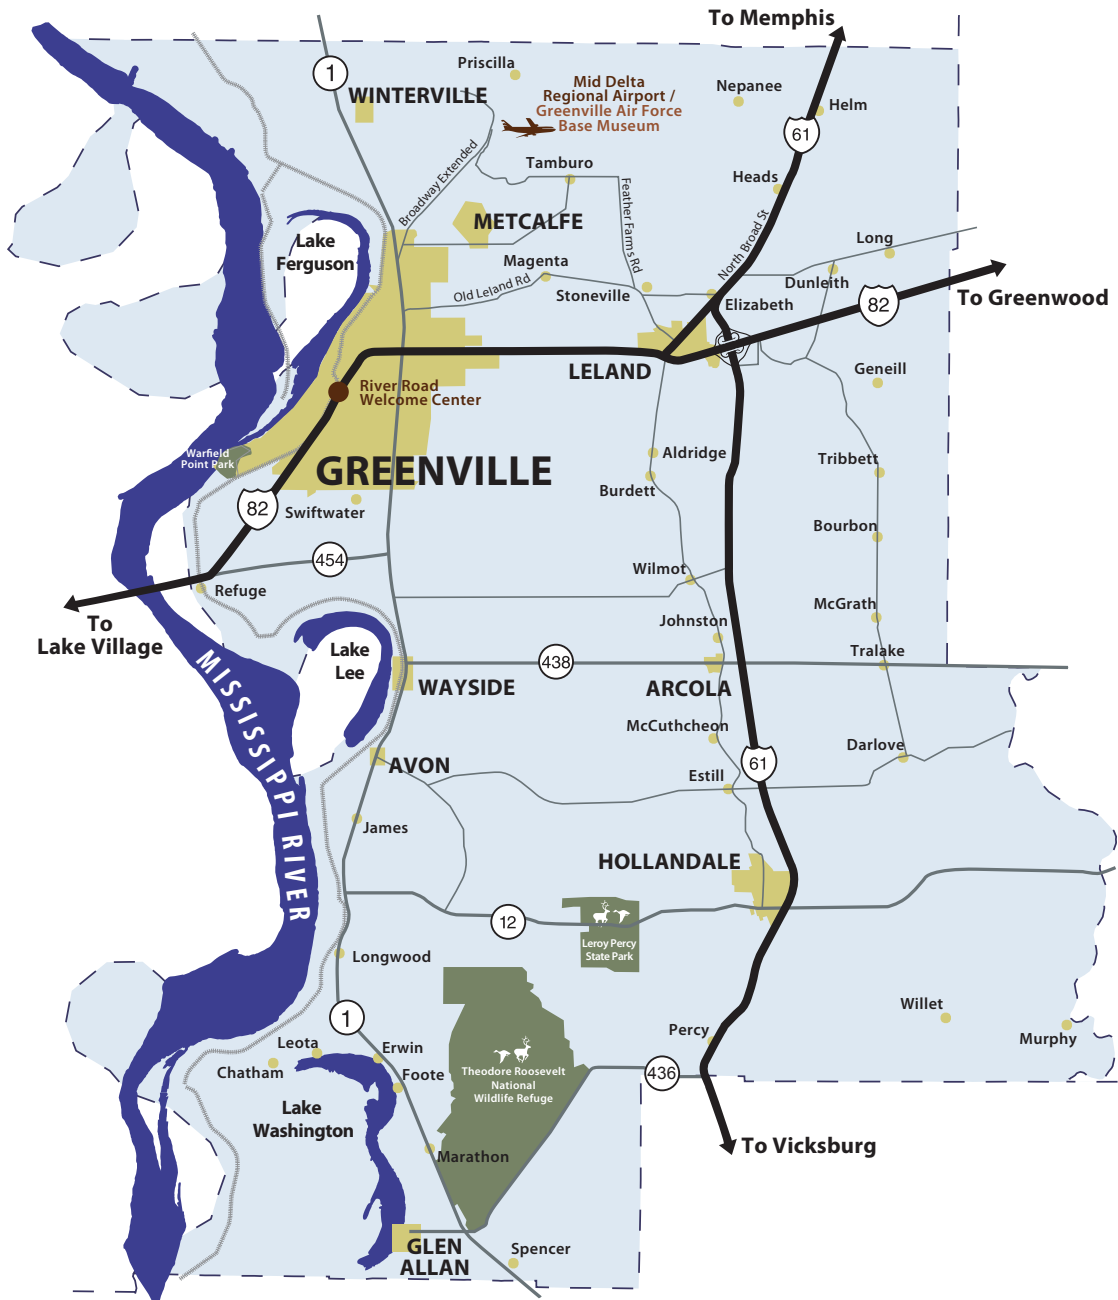 To Memphis
Priscilla
1
WINTERVILLE
Mid Delta
Regional Airport /
Greenville Air Force
Base Museum
Nepanee
Helm
61
Broadway Extended
Tamburo
Feather Farms Rd
Heads
North Broad St
METCALFE
Lake
Ferguson
Magenta
Old Leland Rd
Stoneville
Long
Dunleith
Elizabeth
82
To Greenwood
LELAND
Geneill
River Road
Welcome Center
Warfield
Point Park
GREENVILLE
Aldridge
Tribbett
Burdett
82
Swiftwater
Bourbon
454
Refuge
Wilmot
McGrath
To
Lake Village
Johnston
Lake
Lee
438
Tralake
WAYSIDE
ARCOLA
MISSISSIPPI RIVER
McCuthcheon
Darlove
AVON
61
Estill
James
HOLLANDALE
12
Leroy Percy
State Park
Longwood
Willet
1
Percy
Murphy
Leota
Erwin
Chatham
Foote
Theodore Roosevelt
National
Wildlife Refuge
436
Lake
Washington
To Vicksburg
Marathon
GLEN
ALLAN
Spencer